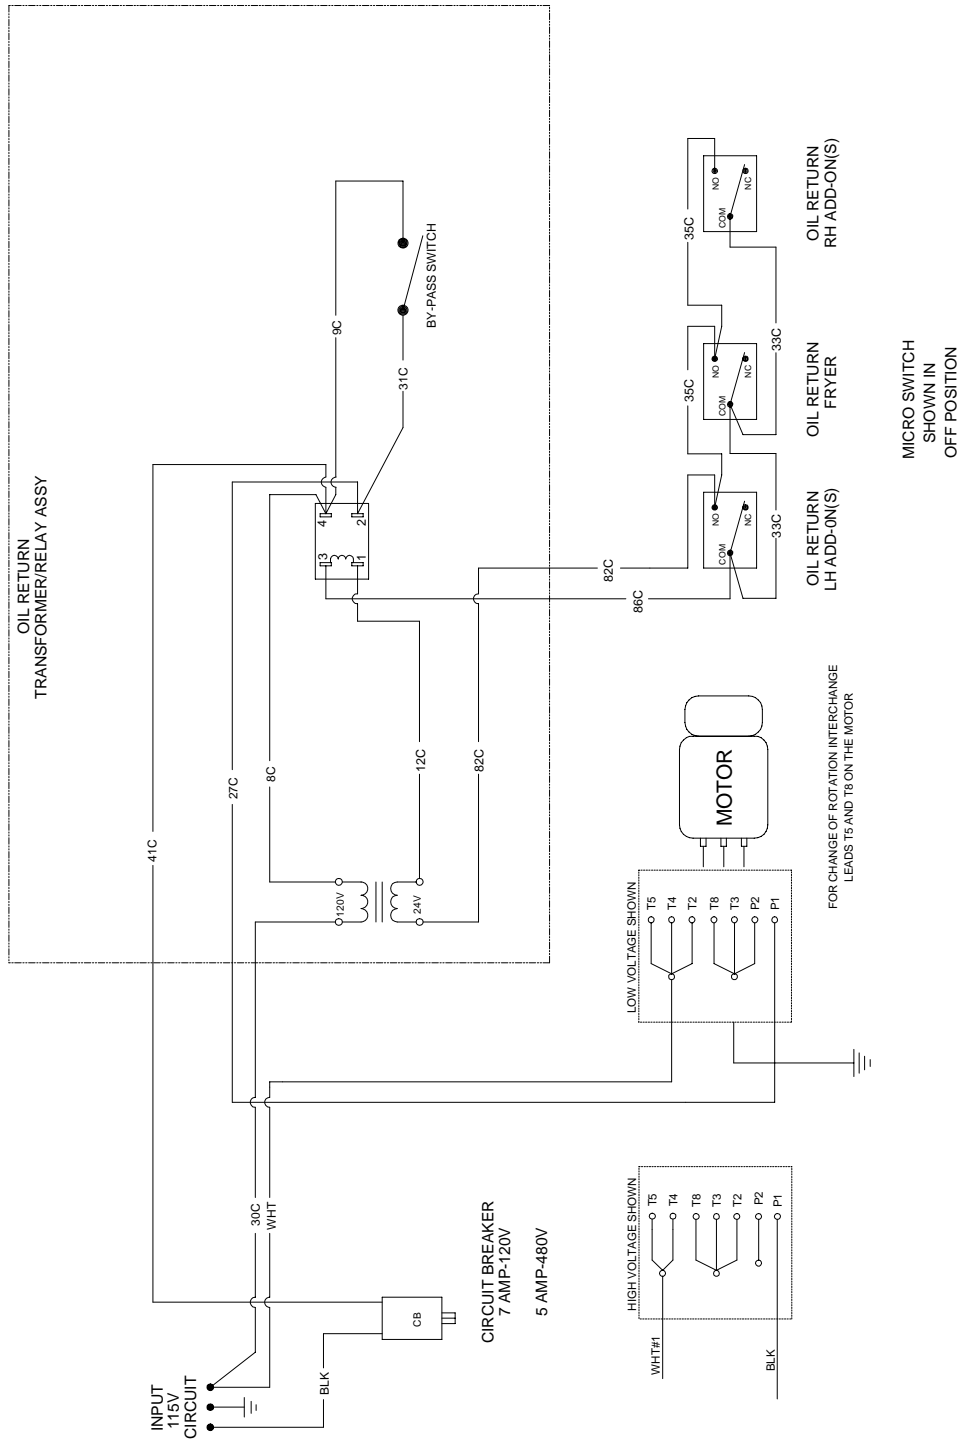 OIL RETURN
TRANSFORMER/RELAY ASSY
41C
27C
8C
12C
82C
9C
31C
BY-PASS SWITCH
4
2
3
1
120V
24V
82C
86C
35C
35C
33C
33C
NO
COM
NC
OIL RETURN
LH ADD-0N(S)
NO
COM
NC
OIL RETURN
FRYER
NO
COM
NC
OIL RETURN
RH ADD-ON(S)
MICRO SWITCH
SHOWN IN
OFF POSITION
MOTOR
FOR CHANGE OF ROTATION INTERCHANGE
LEADS T5 AND T8 ON THE MOTOR
LOW VOLTAGE SHOWN
T5
T4
T2
T8
T3
P2
P1
HIGH VOLTAGE SHOWN
T5
T4
T8
T3
T2
P2
P1
WHT#1
BLK
INPUT
115V
CIRCUIT
30C
WHT
BLK
CB
CIRCUIT BREAKER
7 AMP-120V
5 AMP-480V